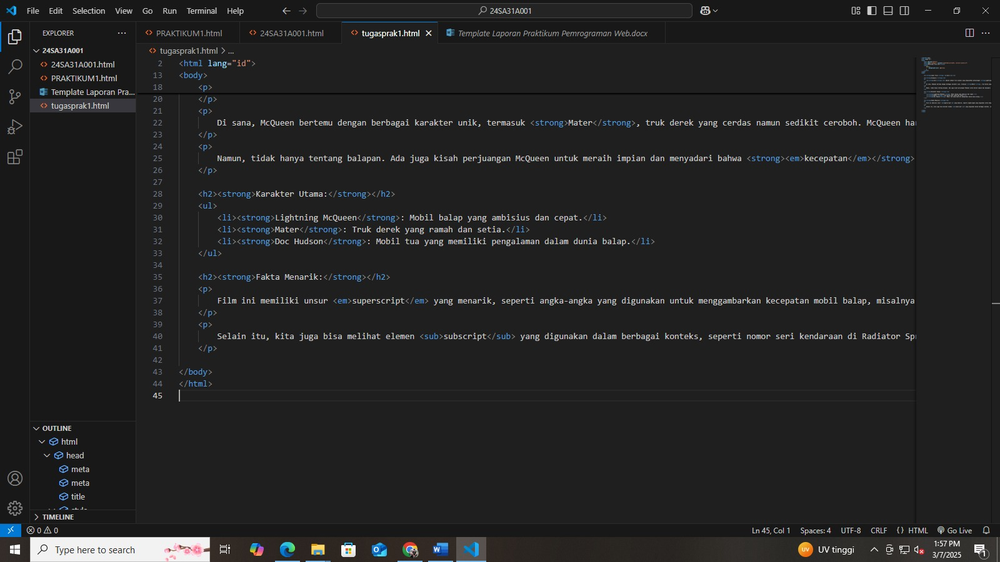 File Edit Selection View Go Run Terminal Help
24SA31A001
EXPLORER
PRAKTIKUM1.html
24SA31A001.html
tugasprak1.html
Template Laporan Praktikum Pemrograman Web.docx
24SA31A001
24SA31A001.html
PRAKTIKUM1.html
Template Laporan Pra...
tugasprak1.html
tugasprak1.html > ...
2 <html lang="id">
13 <body>
18 <p>
20 </p>
21 <p>
22 Di sana, McQueen bertemu dengan berbagai karakter unik, termasuk <strong>Mater</strong>, truk derek yang cerdas namun sedikit ceroboh. McQueen har
23 </p>
24 <p>
25 Namun, tidak hanya tentang balapan. Ada juga kisah perjuangan McQueen untuk meraih impian dan menyadari bahwa <strong><em>kecepatan</em></strong>
26 </p>
27
28 <h2><strong>Karakter Utama:</strong></h2>
29 <ul>
30 <li><strong>Lightning McQueen</strong>: Mobil balap yang ambisius dan cepat.</li>
31 <li><strong>Mater</strong>: Truk derek yang ramah dan setia.</li>
32 <li><strong>Doc Hudson</strong>: Mobil tua yang memiliki pengalaman dalam dunia balap.</li>
33 </ul>
34
35 <h2><strong>Fakta Menarik:</strong></h2>
36 <p>
37 Film ini memiliki unsur <em>superscript</em> yang menarik, seperti angka-angka yang digunakan untuk menggambarkan kecepatan mobil balap, misalnya
38 </p>
39 <p>
40 Selain itu, kita juga bisa melihat elemen <sub>subscript</sub> yang digunakan dalam berbagai konteks, seperti nomor seri kendaraan di Radiator Spr
41 </p>
42
43 </body>
44 </html>
45
OUTLINE
html
head
meta
meta
title
style
TIMELINE
0 0
Ln 45, Col 1 Spaces: 4 UTF-8 CRLF {} HTML Go Live
Type here to search
UV UV tinggi
1:57 PM
3/7/2025
1